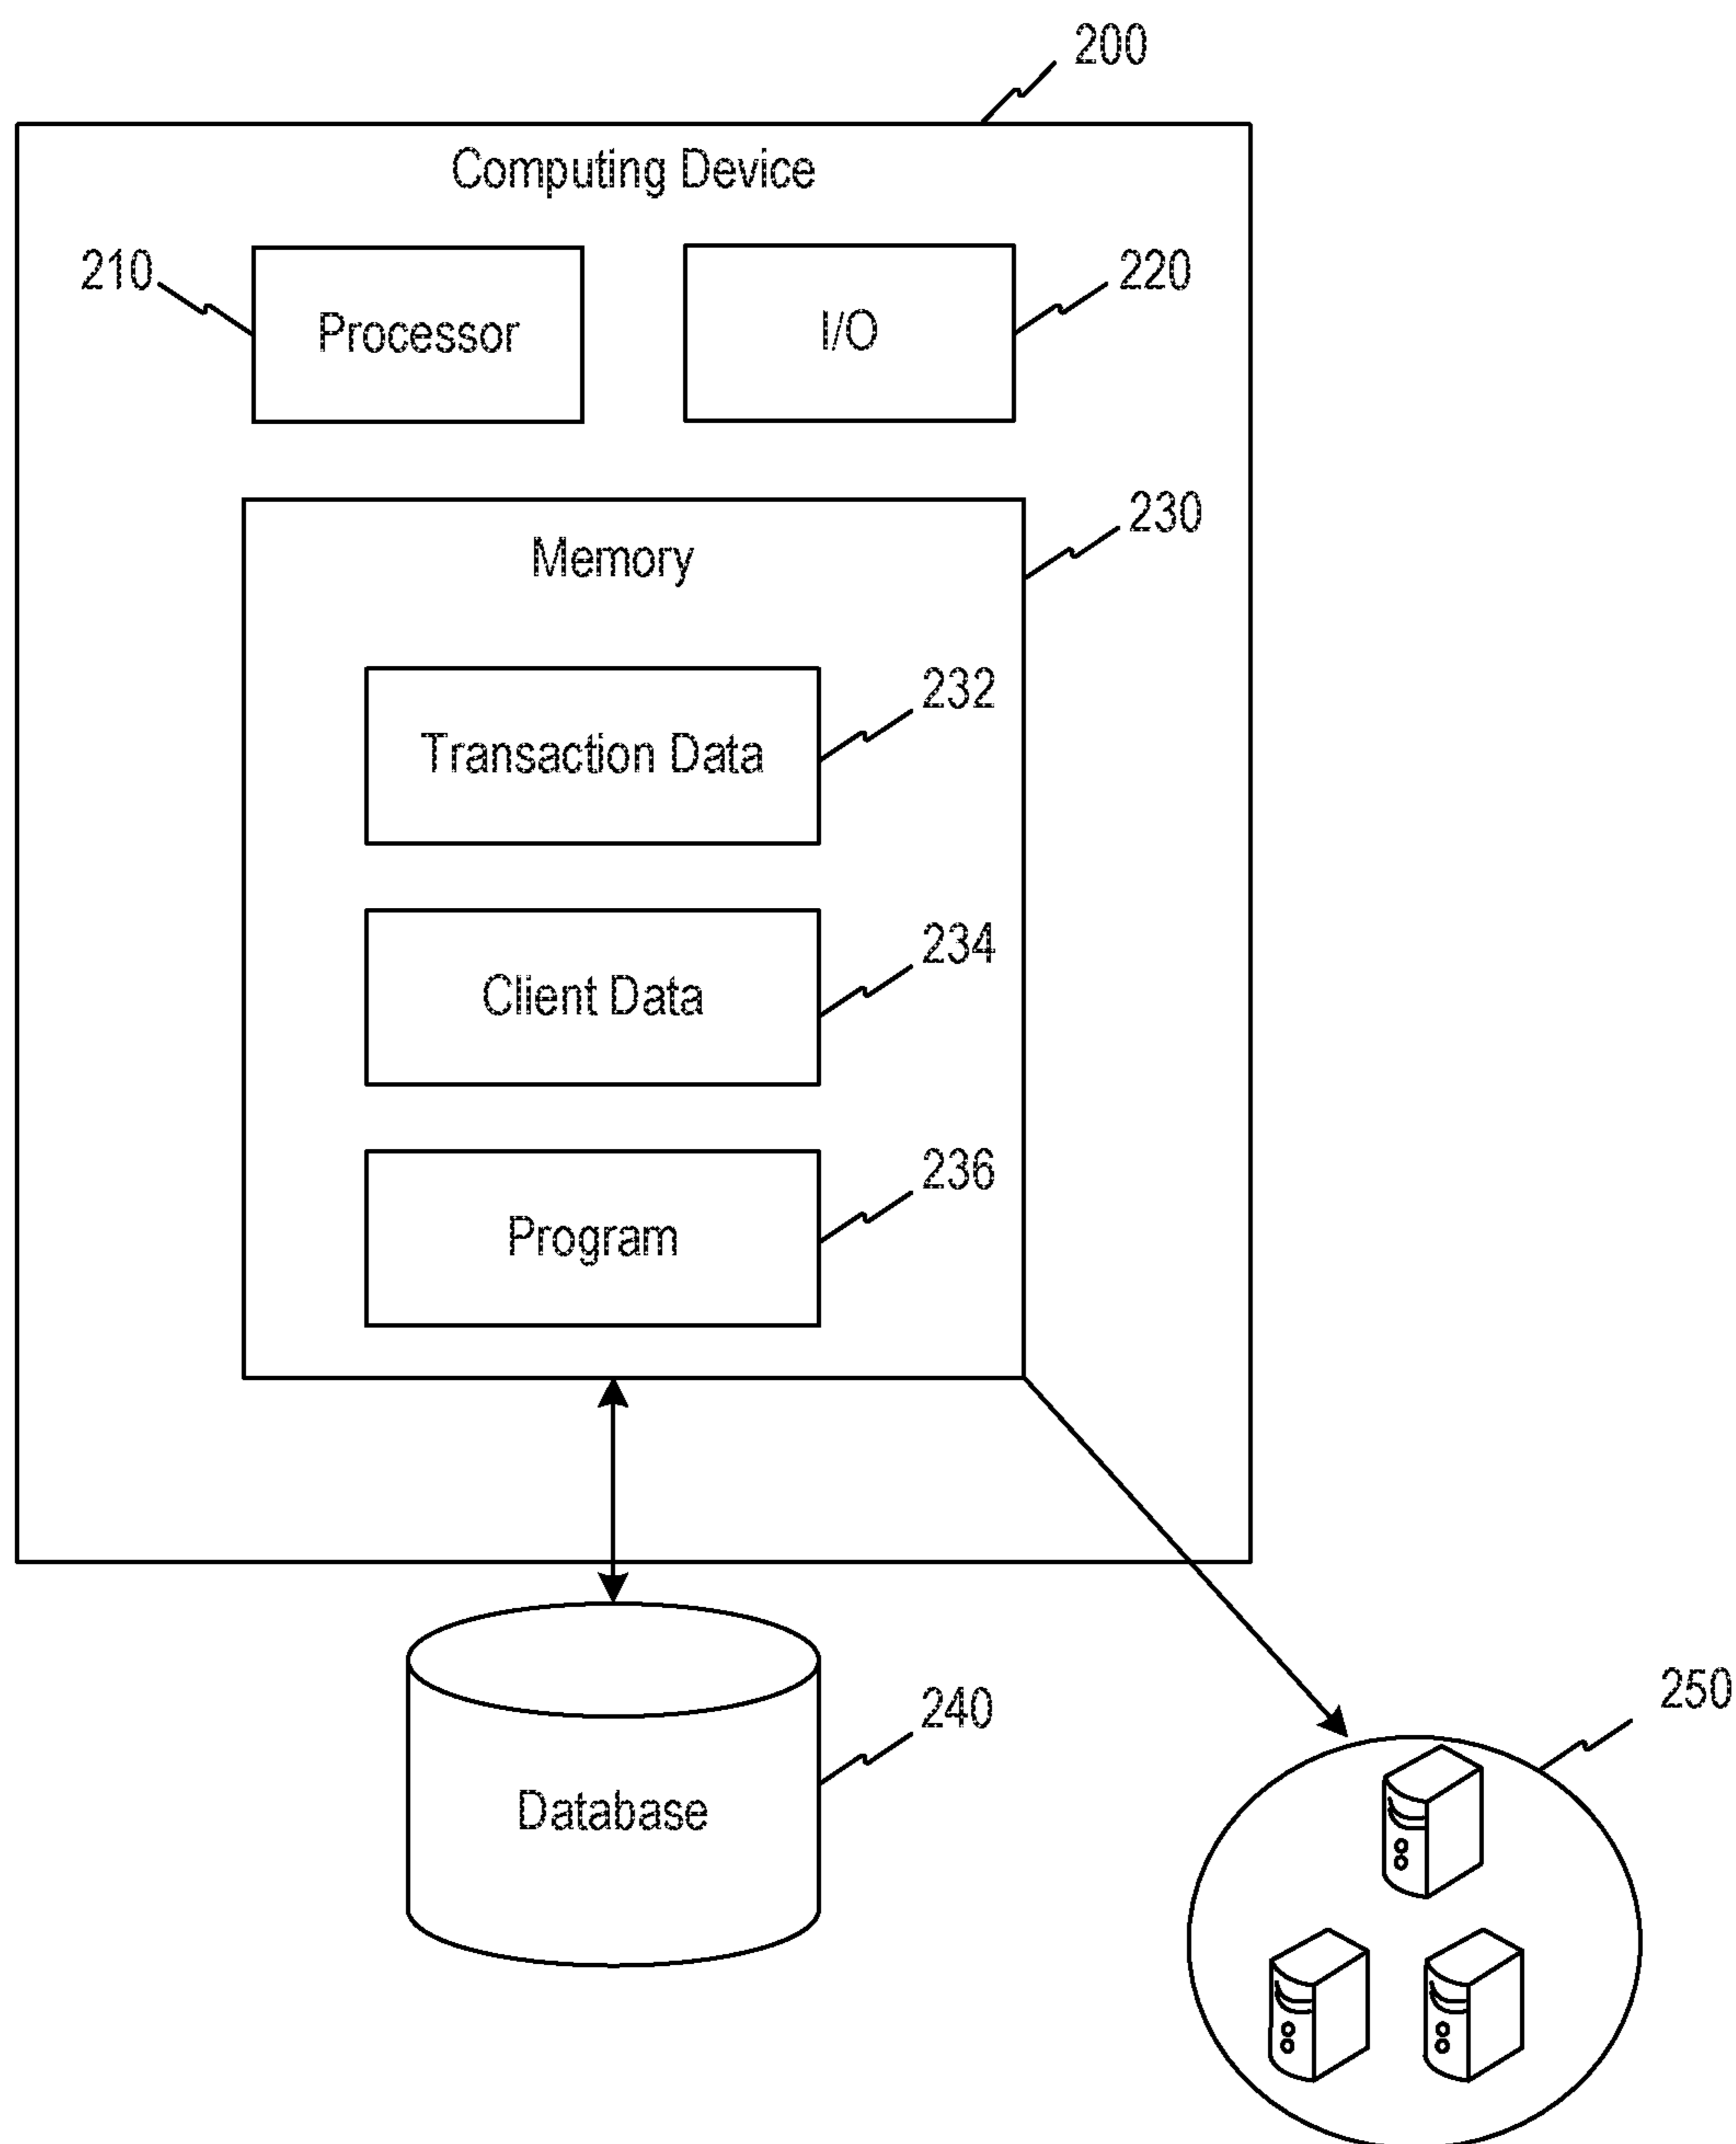 200
Computing Device
210
Processor
I/O
220
Memory
230
Transaction Data
232
Client Data
234
Program
236
Database
240
250